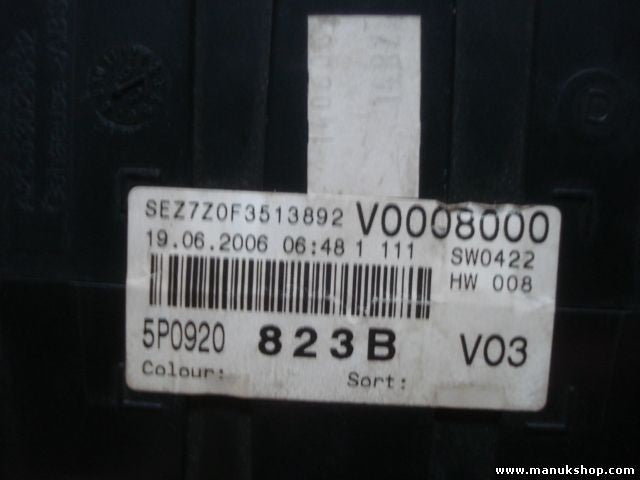 SEZ7Z0F3513892 V0008000
19.06.2006 06:48 1 111 SW0422
HW 008
5P0920 823B V03
Colour: Sort:
www.manukshop.com